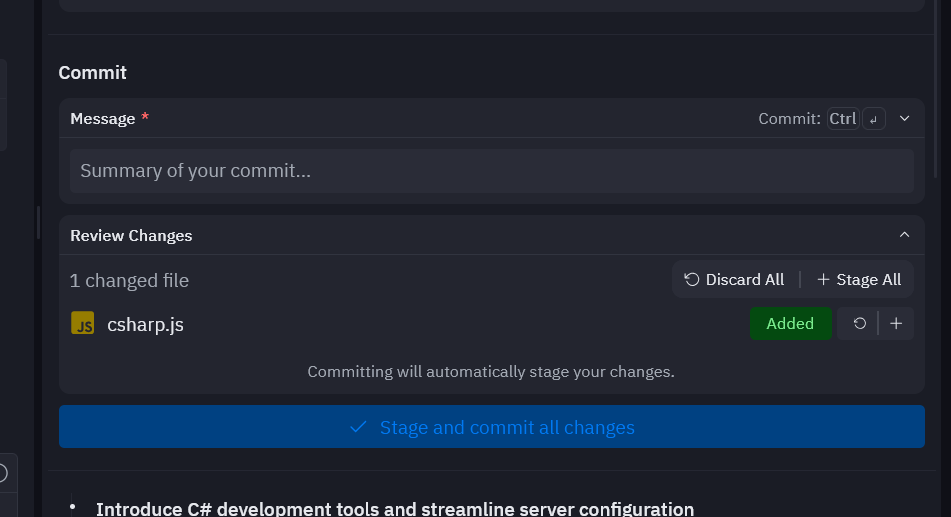 Commit
Message *
Commit: Ctrl ↵
Summary of your commit...
Review Changes
1 changed file
Discard All
Stage All
JS csharp.js
Added
Committing will automatically stage your changes.
Stage and commit all changes
• Introduce C# development tools and streamline server configuration